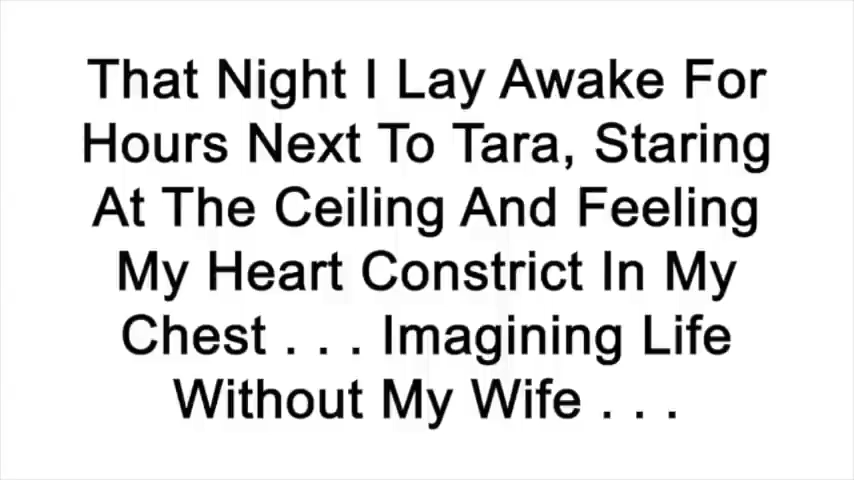 That Night I Lay Awake For
Hours Next To Tara, Staring
At The Ceiling And Feeling
My Heart Constrict In My
Chest . . . Imagining Life
Without My Wife . . .